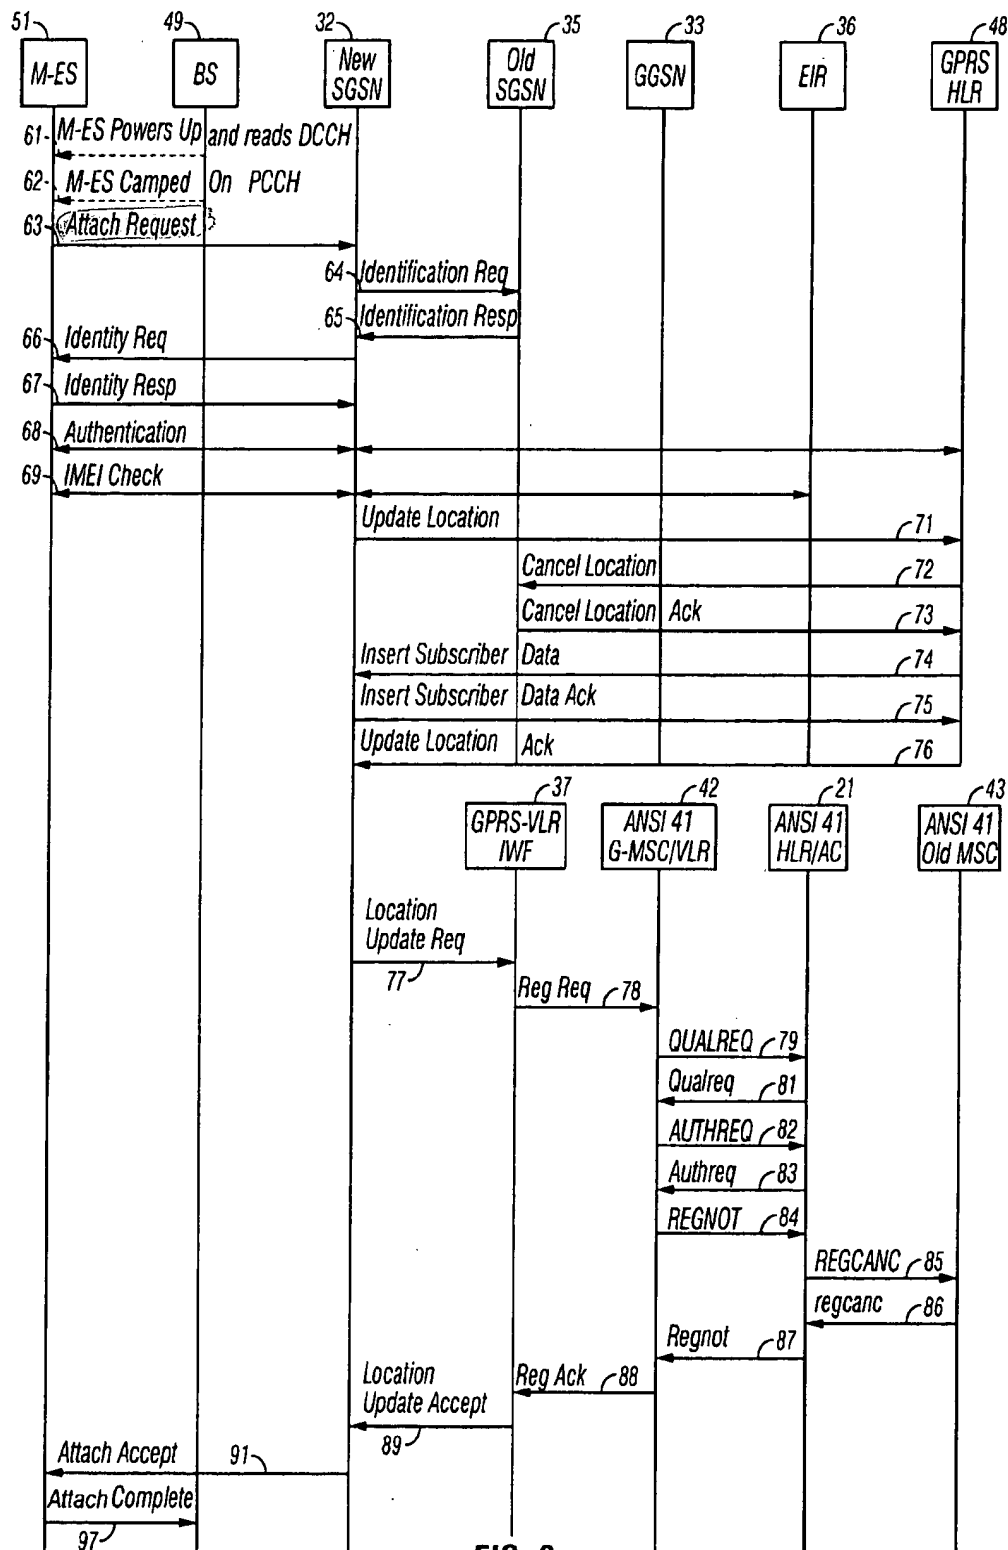 51 49 32 35 33 36 48
M-ES BS New SGSN Old SGSN GGSN EIR GPRS HLR
61 M-ES Powers Up and reads DCCH
62 M-ES Camped On PCCH
63 Attach Request
64 Identification Req
65 Identification Resp
66 Identity Req
67 Identity Resp
68 Authentication
69 IMEI Check
Update Location 71
Cancel Location 72
Cancel Location Ack 73
Insert Subscriber Data 74
Insert Subscriber Data Ack 75
Update Location Ack 76
37 42 21 43
GPRS-VLR IWF ANSI 41 G-MSC/VLR ANSI 41 HLR/AC ANSI 41 Old MSC
Location
Update Req
77
Reg Req 78
QUALREQ 79
Qualreq 81
AUTHREQ 82
Authreq 83
REGNOT 84
REGCANC 85
regcanc 86
Regnot 87
Reg Ack 88
Location
Update Accept
89
Attach Accept 91
Attach Complete
97